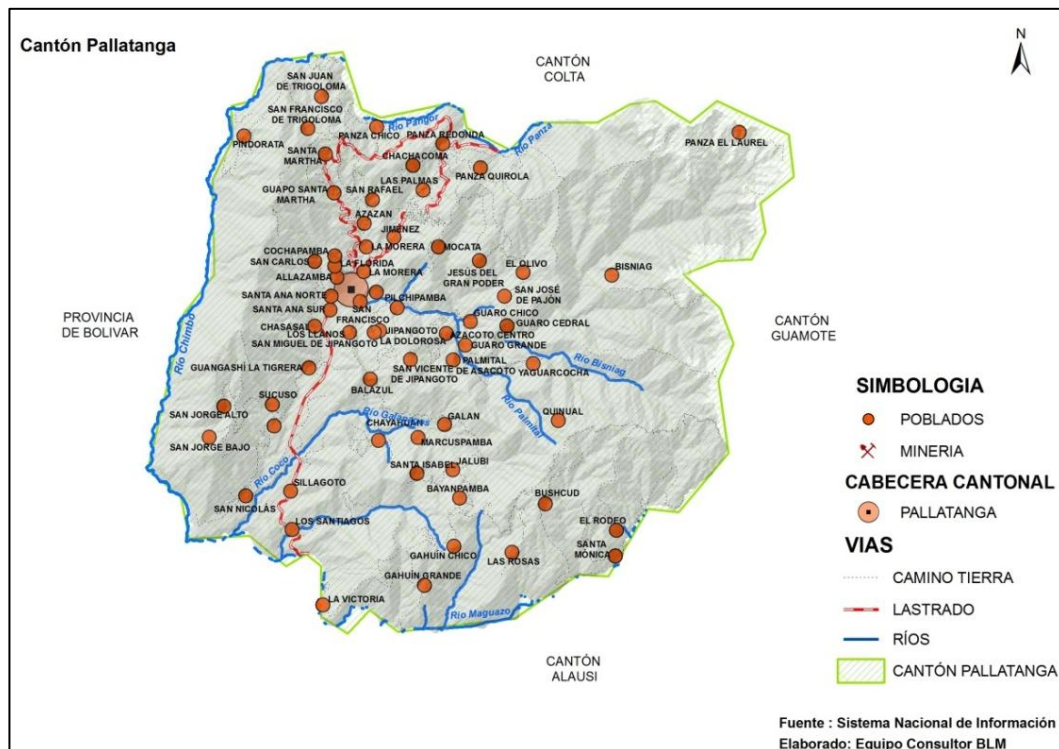 Cantón Pallatanga
N
CANTÓN
COLTA
SAN JUAN
DE TRIGOLOMA
SAN FRANCISCO
DE TRIGOLOMA
PINDORATA
PANZA CHICO
Río Pangor
PANZA REDONDA
Río Panza
PANZA EL LAUREL
SANTA
MARTHA
CHACHACOMA
PANZA QUIROLA
LAS PALMAS
GUAPO SANTA
MARTHA
SAN RAFAEL
AZAZAN
JIMENEZ
COCHAPAMBA
LA MORERA
MOCATA
SAN CARLOS
LA FLORIDA
LA MORERA
JESÚS DEL
GRAN PODER
EL OLIVO
BISNIAG
ALLAZAMBA
SANTA ANA NORTE
PILCHIPAMBA
SAN JOSÉ
DE PAJÓN
SANTA ANA SUR
SAN
FRANCISCO
GUARO CHICO
PROVINCIA
DE BOLIVAR
Río Chimbo
CHASASAL
LOS LLANOS
JIPANGOTO
AZACOTO CENTRO
GUARO CEDRAL
CANTÓN
GUAMOTE
SAN MIGUEL DE JIPANGOTO
LA DOLOROSA
GUARO GRANDE
GUANGASHI LA TIGRERA
SAN VICENTE
DE JIPANGOTO
PALMITAL
DE ASACOTO
YAGUARCOCHA
Río Bisniag
BALAZUL
SUCUSO
SAN JORGE ALTO
GALAN
QUINUAL
Río Palmital
CHAYAHUAN
SAN JORGE BAJO
MARCUSPAMBA
Río Coco
SANTA ISABEL
JALUBI
SILLAGOTO
BAYANPAMBA
SAN NICOLÁS
BUSHCUD
LOS SANTIAGOS
EL RODEO
SANTA
MÓNICA
GAHUÍN CHICO
LAS ROSAS
GAHUÍN GRANDE
LA VICTORIA
Río Maguazo
CANTÓN
ALAUSI
SIMBOLOGIA
POBLADOS
MINERIA
CABECERA CANTONAL
PALLATANGA
VIAS
CAMINO TIERRA
LASTRADO
RÍOS
CANTÓN PALLATANGA
Fuente : Sistema Nacional de Información
Elaborado: Equipo Consultor BLM